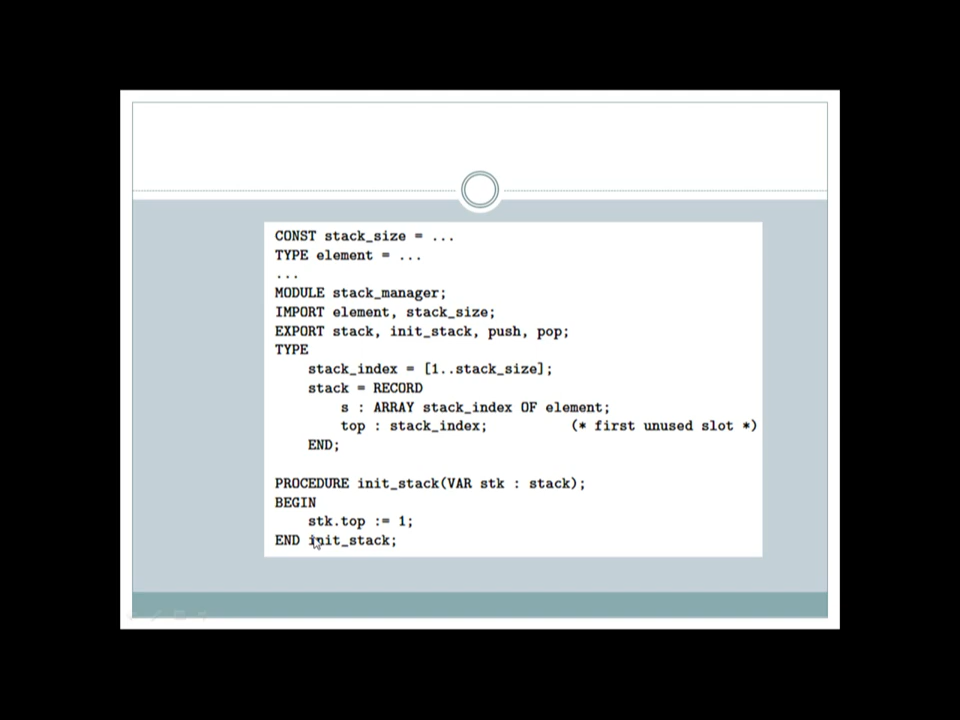 CONST stack_size = ...
TYPE element = ...
...
MODULE stack_manager;
IMPORT element, stack_size;
EXPORT stack, init_stack, push, pop;
TYPE
    stack_index = [1..stack_size];
    stack = RECORD
        s : ARRAY stack_index OF element;
        top : stack_index;          (* first unused slot *)
    END;
PROCEDURE init_stack(VAR stk : stack);
BEGIN
    stk.top := 1;
END init_stack;